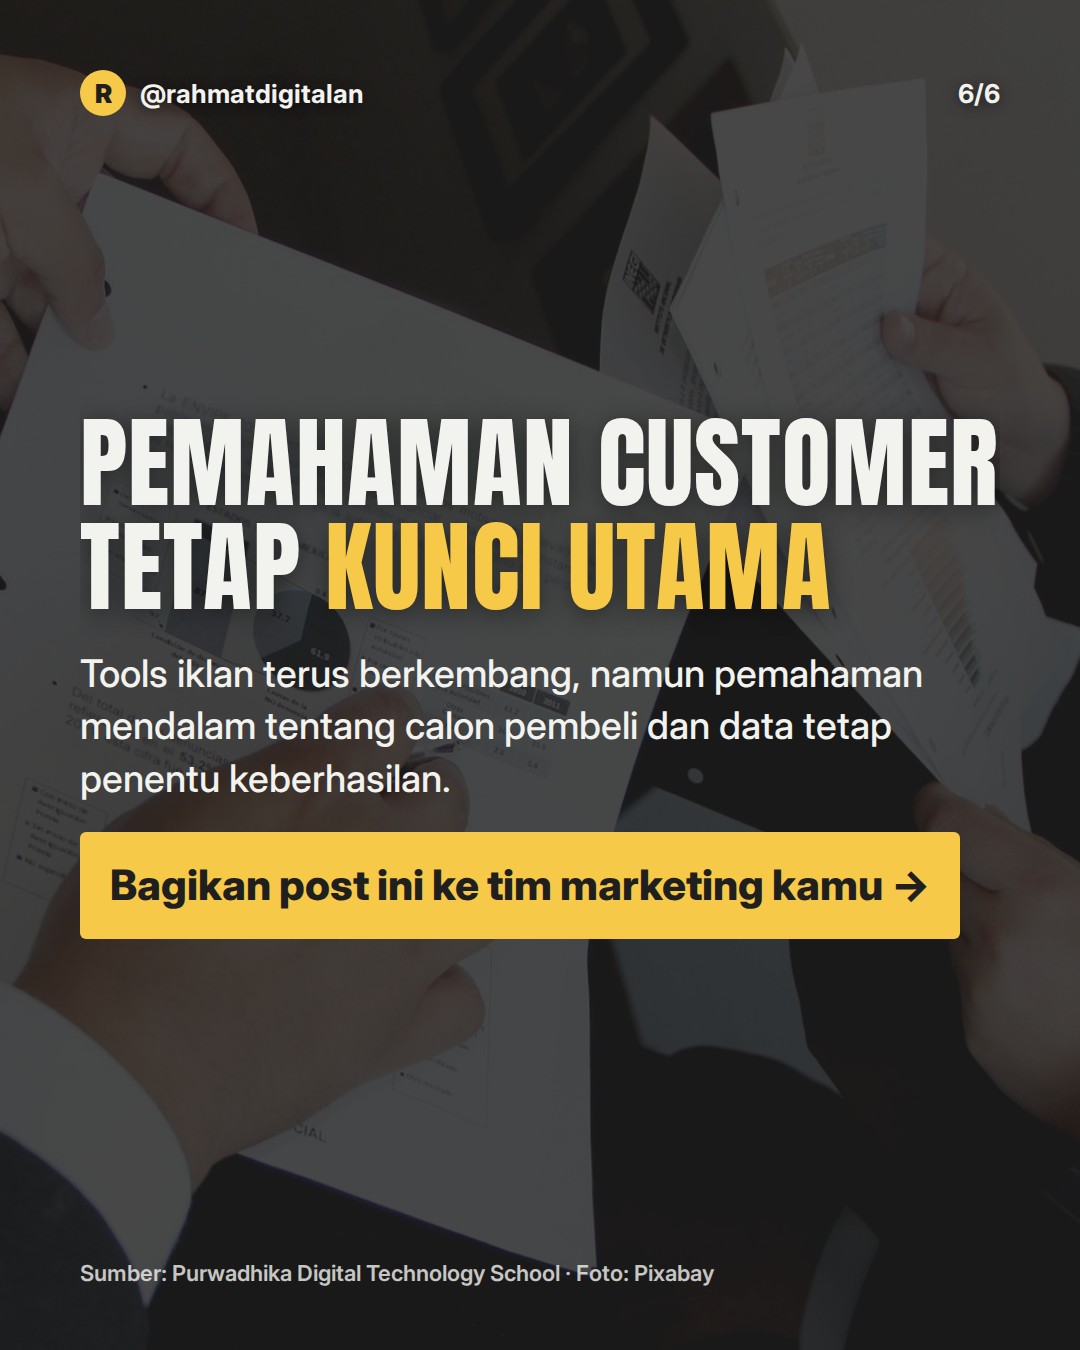 R @rahmatdigitalan
6/6
PEMAHAMAN CUSTOMER
TETAP KUNCI UTAMA
Tools iklan terus berkembang, namun pemahaman
mendalam tentang calon pembeli dan data tetap
penentu keberhasilan.
Bagikan post ini ke tim marketing kamu →
CIAL
Sumber: Purwadhika Digital Technology School · Foto: Pixabay